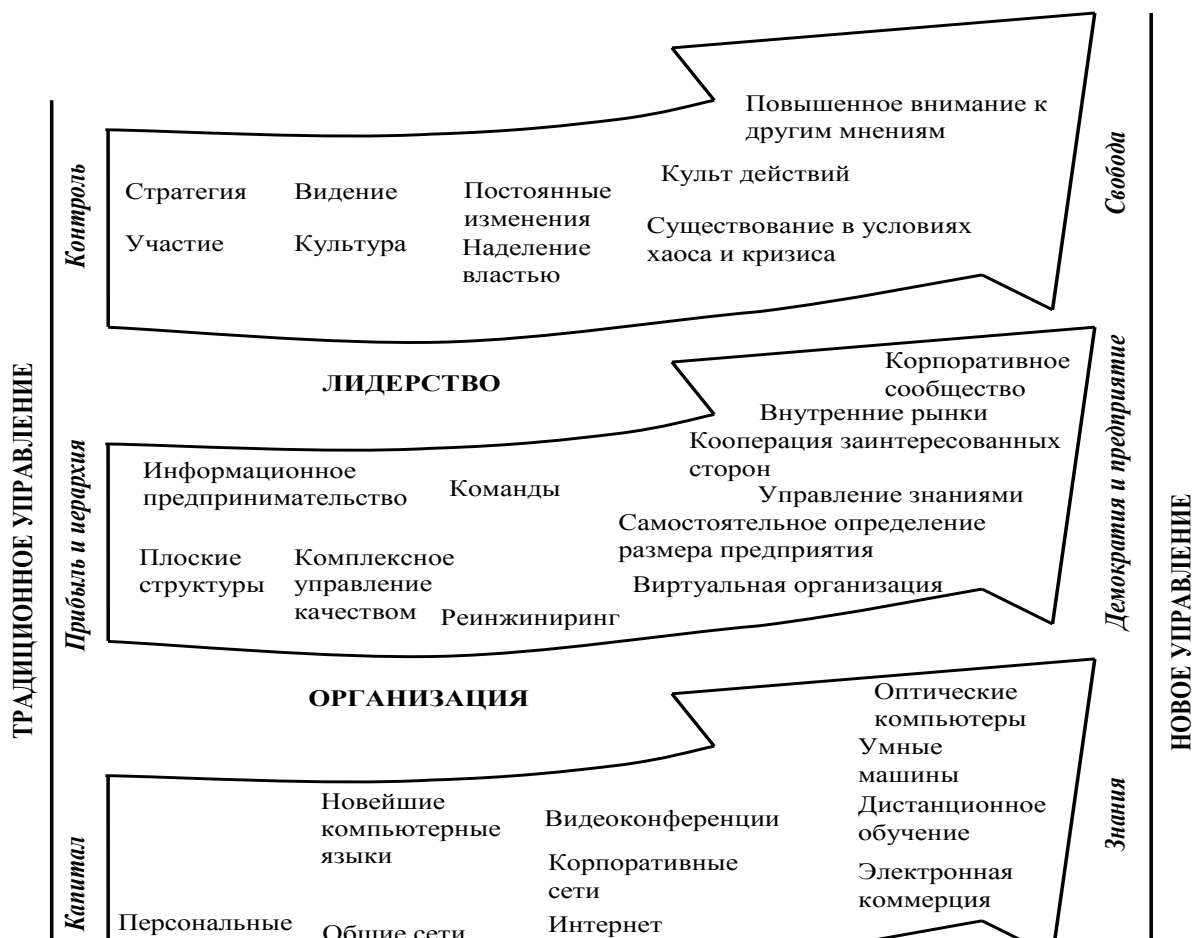 ТРАДИЦИОННОЕ УПРАВЛЕНИЕ
Контроль
Стратегия
Видение
Постоянные
изменения
Участие
Культура
Наделение
властью
Повышенное внимание к
другим мнениям
Культ действий
Существование в условиях
хаоса и кризиса
Свобода
ЛИДЕРСТВО
Прибыль и иерархия
Информационное
предпринимательство
Команды
Плоские
структуры
Комплексное
управление
качеством
Реинжиниринг
Корпоративное
сообщество
Внутренние рынки
Кооперация заинтересованных
сторон
Управление знаниями
Самостоятельное определение
размера предприятия
Виртуальная организация
Демократия и предприятие
ОРГАНИЗАЦИЯ
Капитал
Персональные
Новейшие
компьютерные
языки
Общие сети
Видеоконференции
Корпоративные
сети
Интернет
Оптические
компьютеры
Умные
машины
Дистанционное
обучение
Электронная
коммерция
Знания
НОВОЕ УПРАВЛЕНИЕ